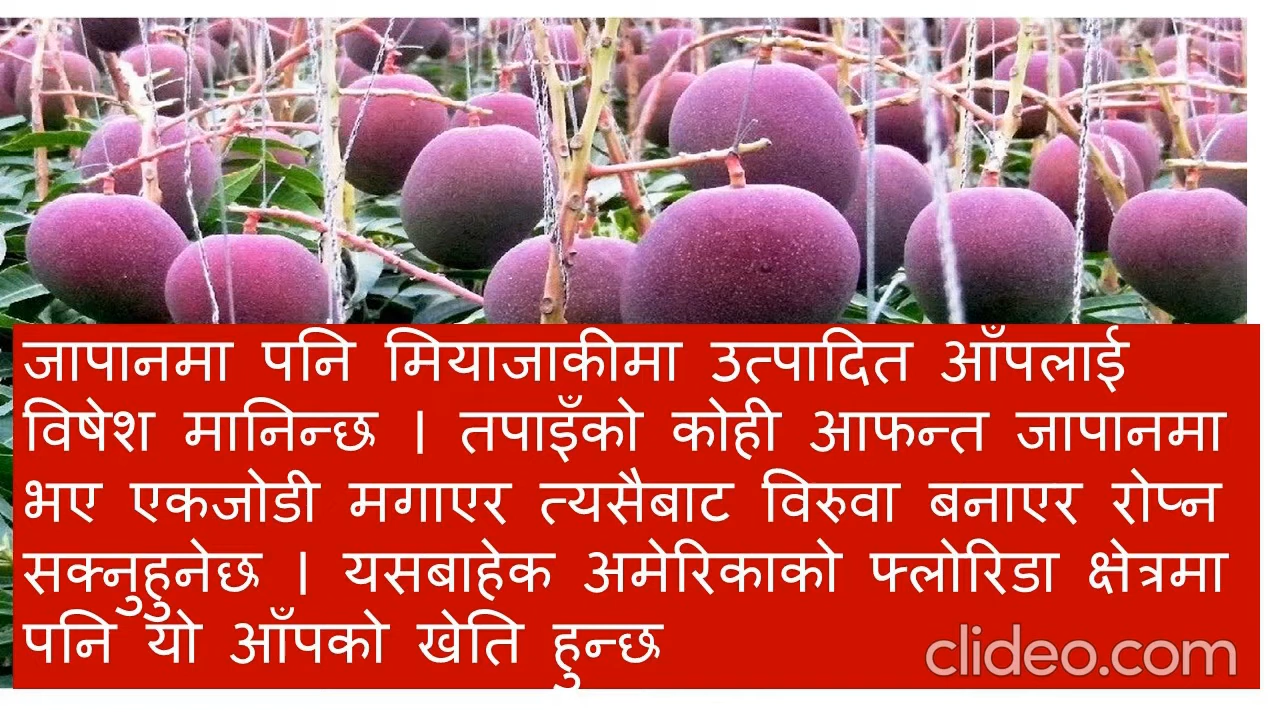 जापानमा पनि मियाजाकीमा उत्पादित आँपलाई
विषेश मानिन्छ । तपाइँको कोही आफन्त जापानमा
भए एकजोडी मगाएर त्यसैबाट विरुवा बनाएर रोप्न
सक्नुहुनेछ । यसबाहेक अमेरिकाको फ्लोरिडा क्षेत्रमा
पनि यो आँपको खेति हुन्छ
clideo.com